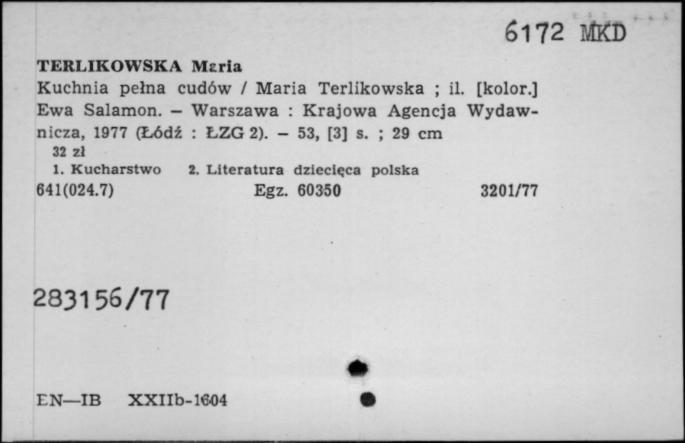 6172 MKD
TERLIKOWSKA Maria
Kuchnia pełna cudów / Maria Terlikowska ; il. [kolor.]
Ewa Salamon. — Warszawa : Krajowa Agencja Wydaw-
nicza, 1977 (Łódź : ŁZG 2). — 53, [3] s. ; 29 cm
32 zł
1. Kucharstwo 2. Literatura dziecięca polska
641(024.7) Egz. 60350 3201/77
283156/77
EN—IB XXIIb-1604